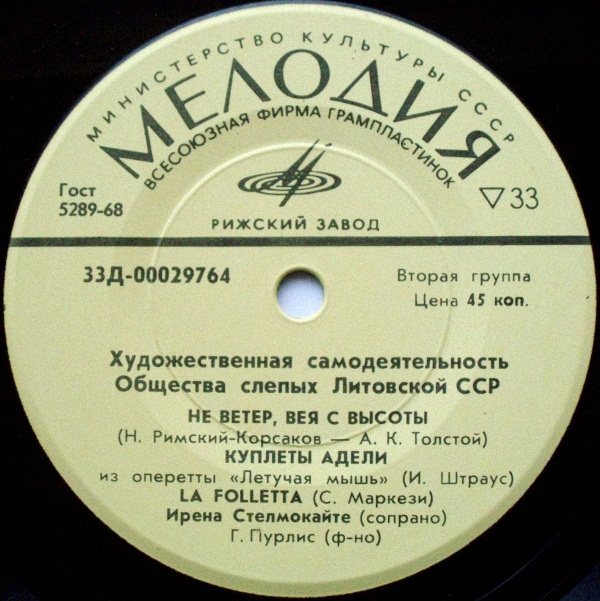 МИНИСТЕРСТВО КУЛЬТУРЫ СССР
МЕЛОДИЯ
ВСЕСОЮЗНАЯ ФИРМА ГРАМПЛАСТИНОК
Гост
5289-68
▽33
РИЖСКИЙ ЗАВОД
33Д-00029764
Вторая группа
Цена 45 коп.
Художественная самодеятельность
Общества слепых Литовской ССР
НЕ ВЕТЕР, ВЕЯ С ВЫСОТЫ
(Н. Римский-Корсаков — А. К. Толстой)
КУПЛЕТЫ АДЕЛИ
из оперетты «Летучая мышь» (И. Штраус)
LA FOLLETTA (С. Маркези)
Ирена Стелмокайте (сопрано)
Г. Пурлис (ф-но)